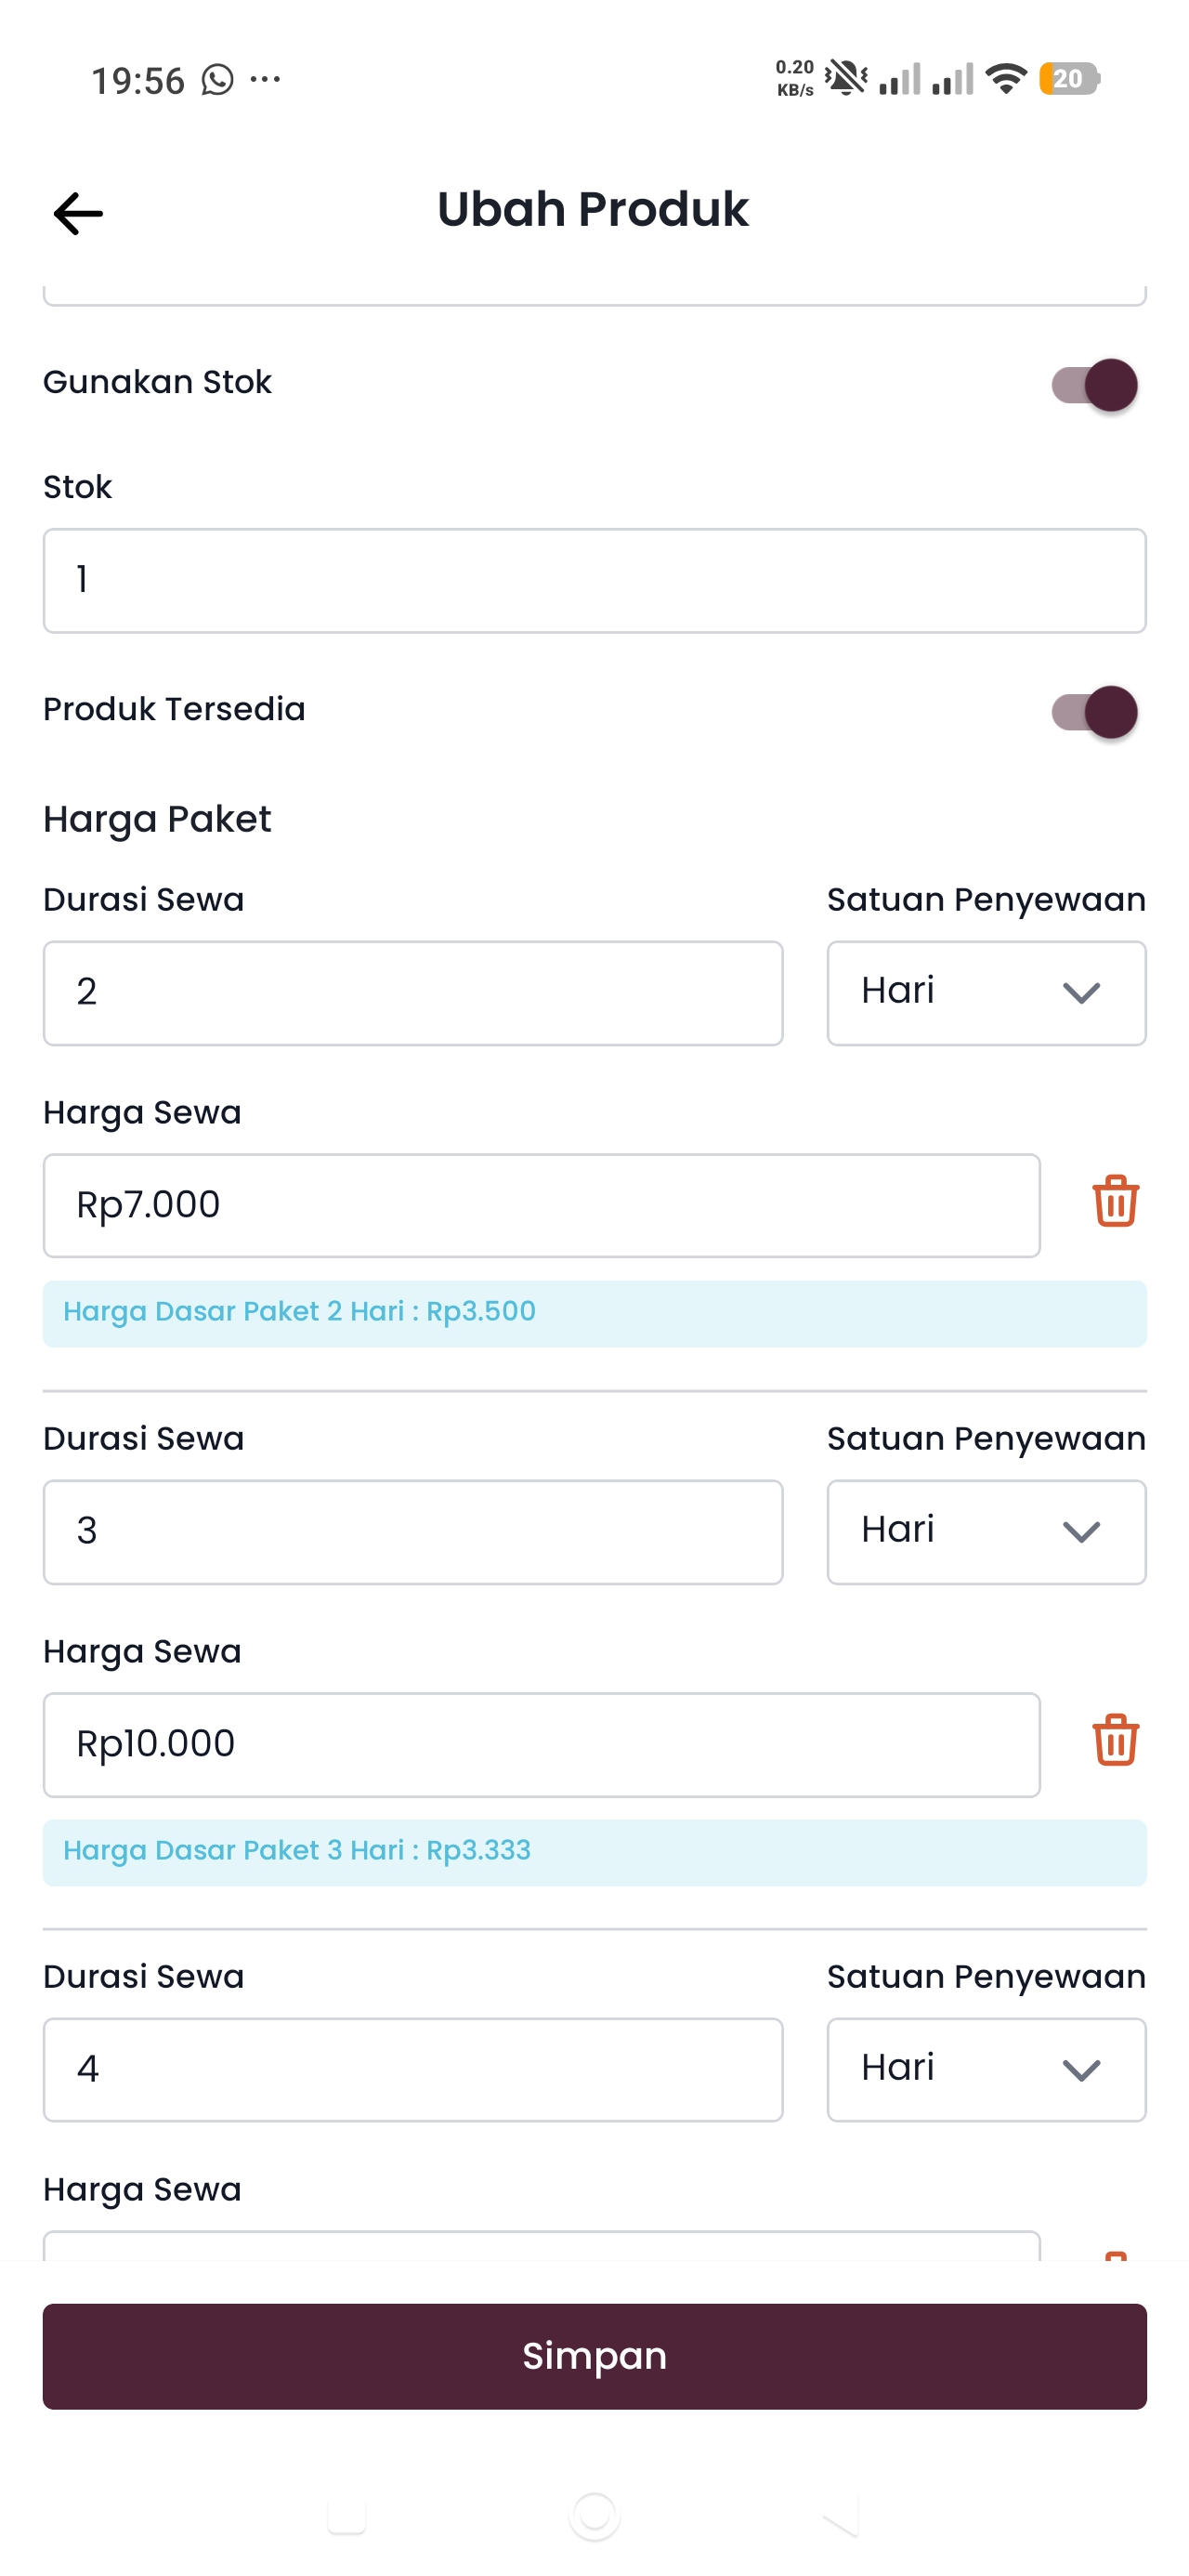 19:56 ...
0.20
KB/s
20
Ubah Produk
Gunakan Stok
Stok
1
Produk Tersedia
Harga Paket
Durasi Sewa Satuan Penyewaan
2 Hari
Harga Sewa
Rp7.000
Harga Dasar Paket 2 Hari : Rp3.500
Durasi Sewa Satuan Penyewaan
3 Hari
Harga Sewa
Rp10.000
Harga Dasar Paket 3 Hari : Rp3.333
Durasi Sewa Satuan Penyewaan
4 Hari
Harga Sewa
Simpan